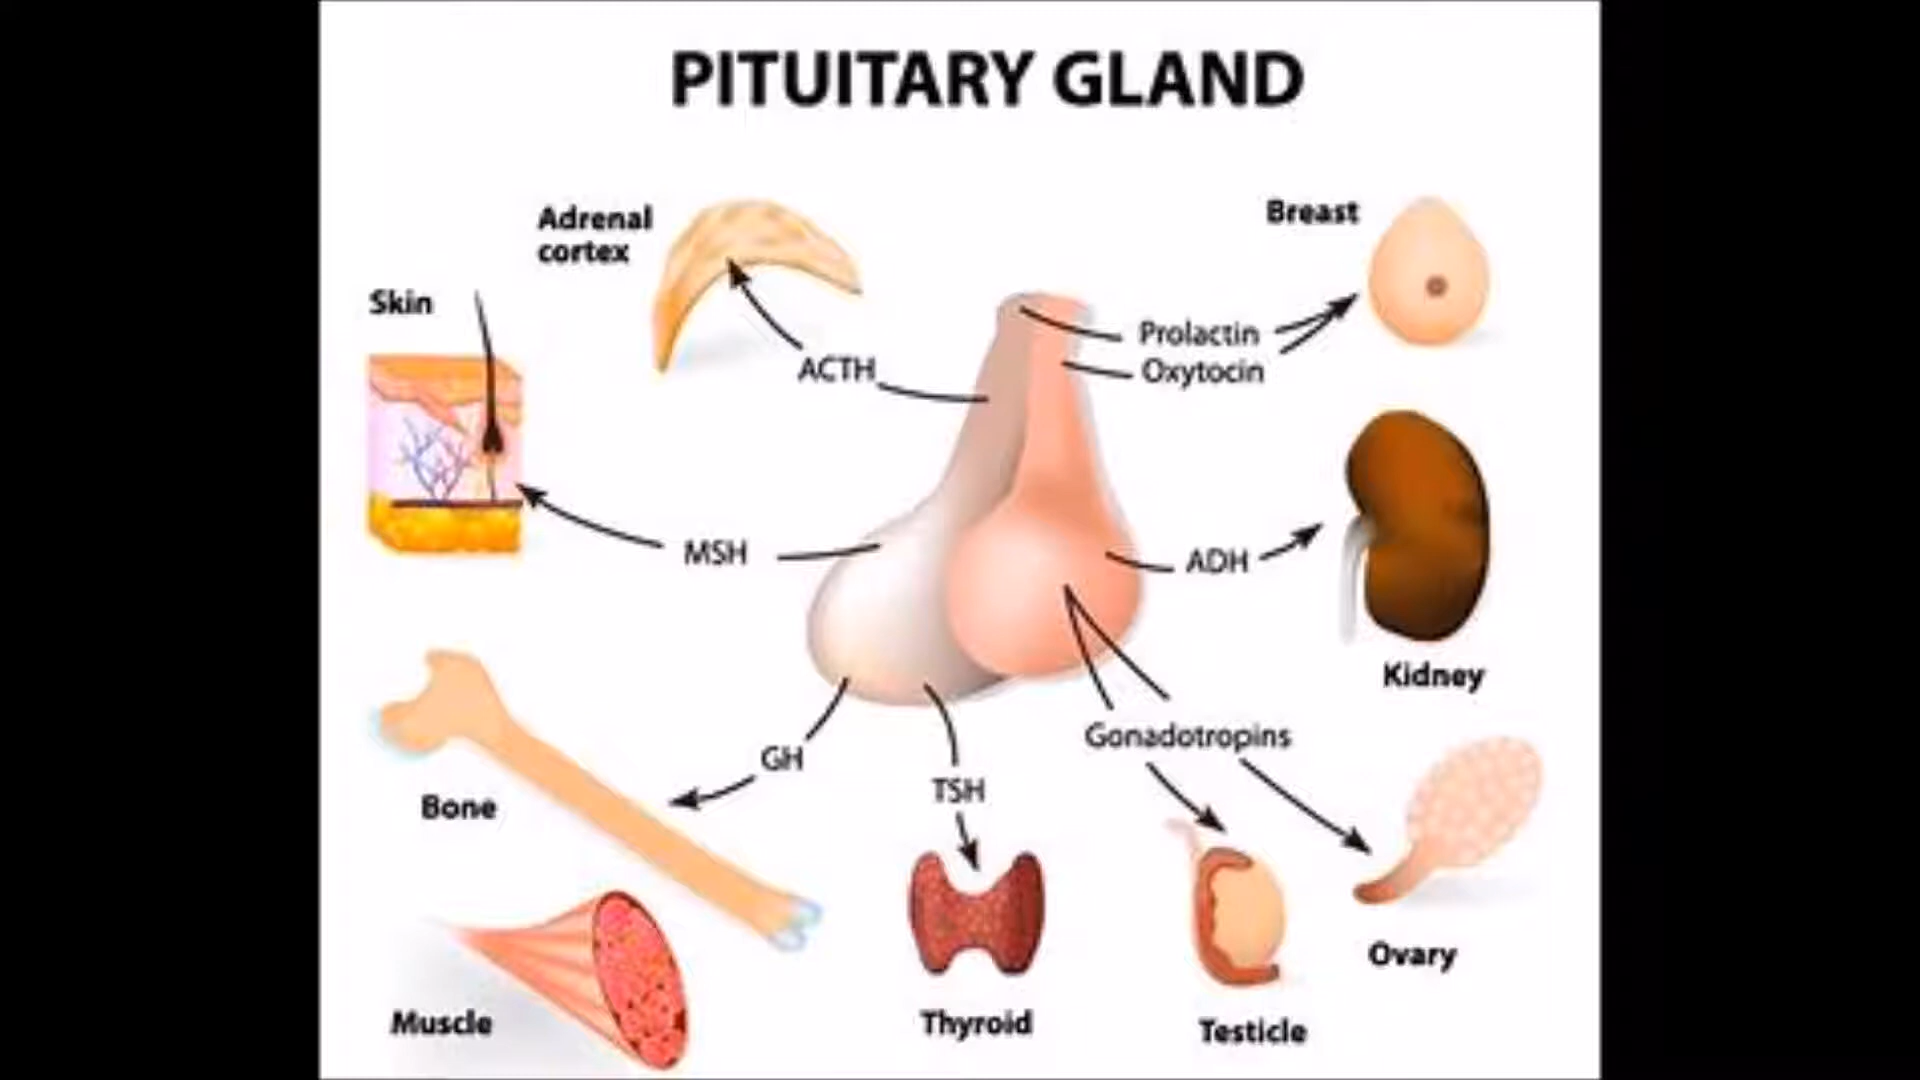 PITUITARY GLAND
Adrenal
cortex
Breast
Skin
Prolactin
Oxytocin
ACTH
MSH
ADH
Kidney
Gonadotropins
GH
TSH
Bone
Ovary
Muscle
Thyroid
Testicle